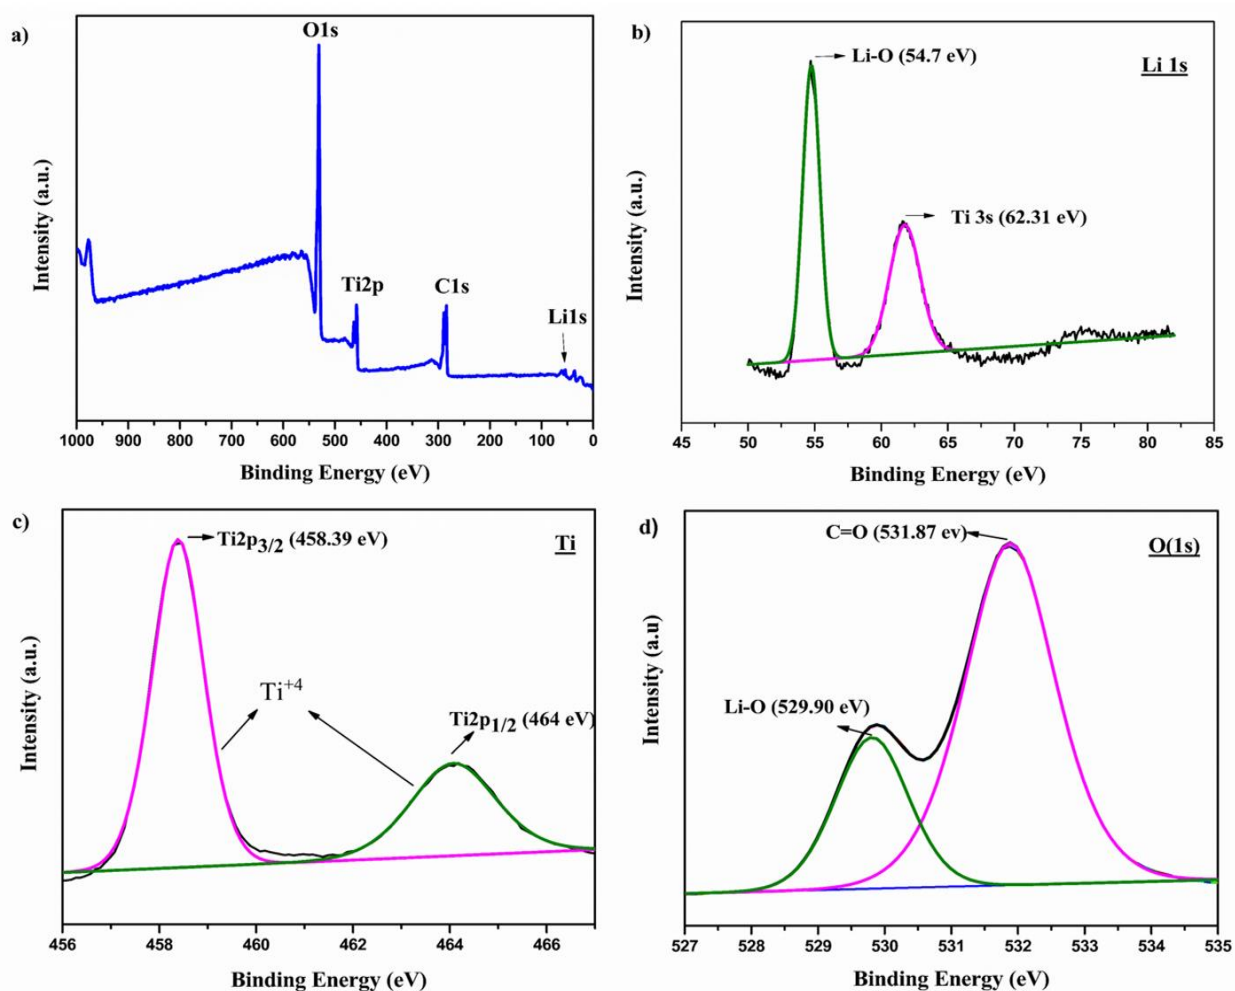 a)
O1s
Ti2p
C1s
Li1s
Intensity (a.u.)
1000 900 800 700 600 500 400 300 200 100 0
Binding Energy (eV)
b)
Li-O (54.7 eV)
Li 1s
Ti 3s (62.31 eV)
Intensity (a.u.)
45 50 55 60 65 70 75 80 85
Binding Energy (eV)
c)
Ti2p3/2 (458.39 eV)
Ti
Ti+4
Ti2p1/2 (464 eV)
Intensity (a.u.)
456 458 460 462 464 466
Binding Energy (eV)
d)
C=O (531.87 ev)
O(1s)
Li-O (529.90 eV)
Intensity (a.u)
527 528 529 530 531 532 533 534 535
Binding Energy (eV)